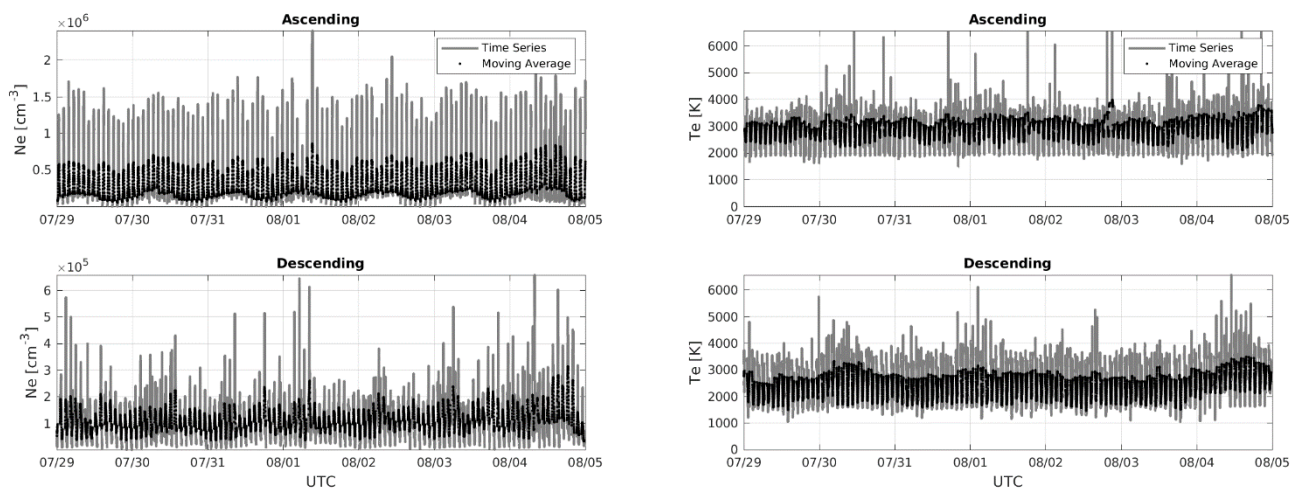 Ascending
×10⁶
Ne [cm⁻³]
2
1.5
1
0.5
Time Series
Moving Average
07/29 07/30 07/31 08/01 08/02 08/03 08/04 08/05
Ascending
Te [K]
6000
5000
4000
3000
2000
1000
0
Time Series
Moving Average
07/29 07/30 07/31 08/01 08/02 08/03 08/04 08/05
Descending
×10⁵
Ne [cm⁻³]
6
5
4
3
2
1
07/29 07/30 07/31 08/01 08/02 08/03 08/04 08/05
UTC
Descending
Te [K]
6000
5000
4000
3000
2000
1000
0
07/29 07/30 07/31 08/01 08/02 08/03 08/04 08/05
UTC